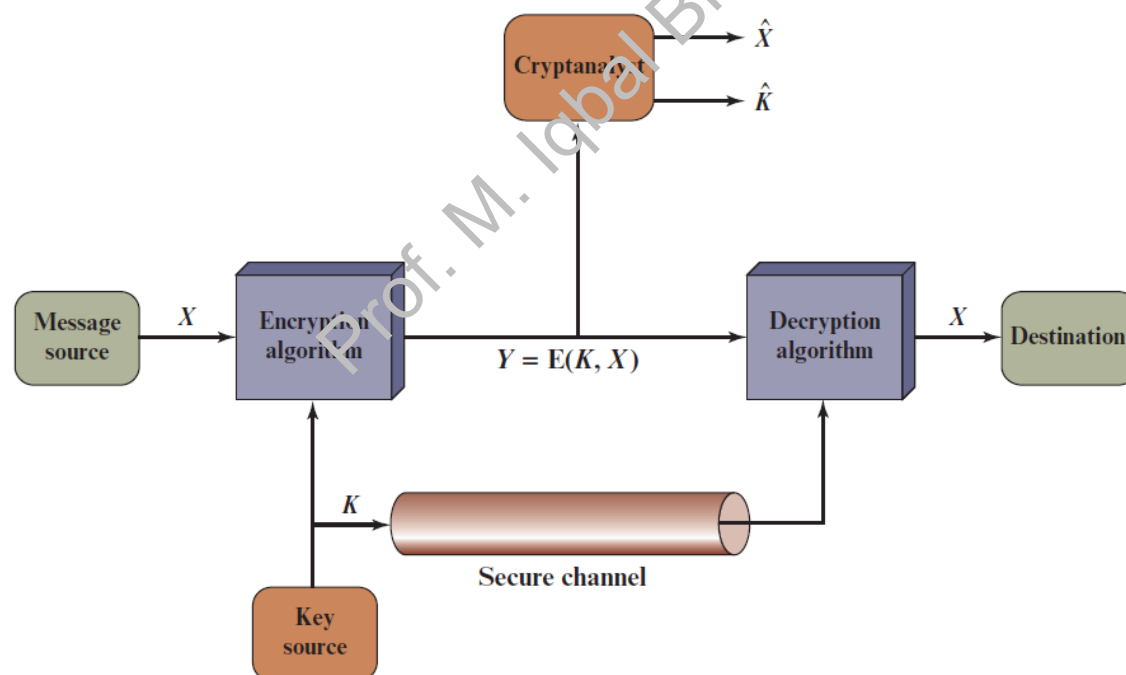 X̂
Cryptanalyst
K̂
Prof. M. Iqbal
Message
source
X
Encryption
algorithm
Y = E(K, X)
Decryption
algorithm
X
Destination
K
Secure channel
Key
source